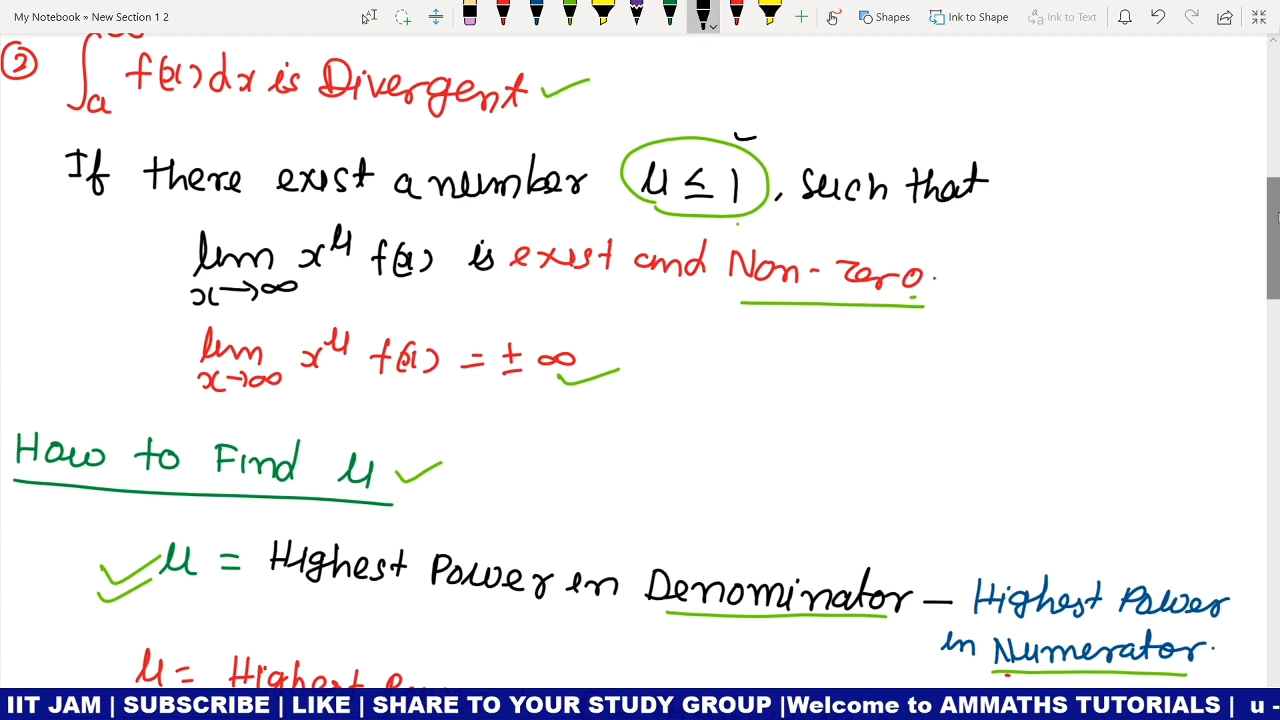 My Notebook » New Section 1 2
Shapes
Ink to Shape
Ink to Text
② ∫ₐ^∞ f(x) dx is Divergent ✓
If there exist a number μ ≤ 1, such that
lim x→∞ x^μ f(x) is exist and Non-zero.
lim x→∞ x^μ f(x) = ± ∞ ✓
How to Find μ ✓
μ = Highest Power in Denominator – Highest Power
in Numerator.
μ = Highest
IIT JAM | SUBSCRIBE | LIKE | SHARE TO YOUR STUDY GROUP |Welcome to AMMATHS TUTORIALS | u -